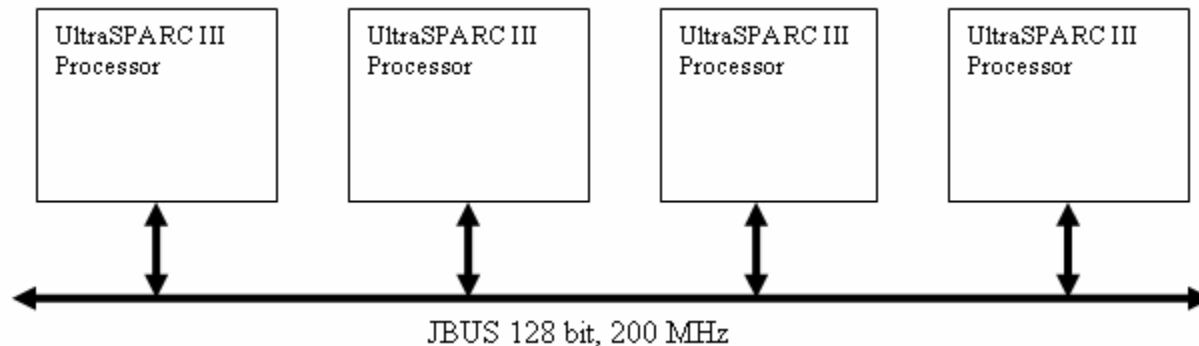 UltraSPARC III
Processor
UltraSPARC III
Processor
UltraSPARC III
Processor
UltraSPARC III
Processor
JBUS 128 bit, 200 MHz